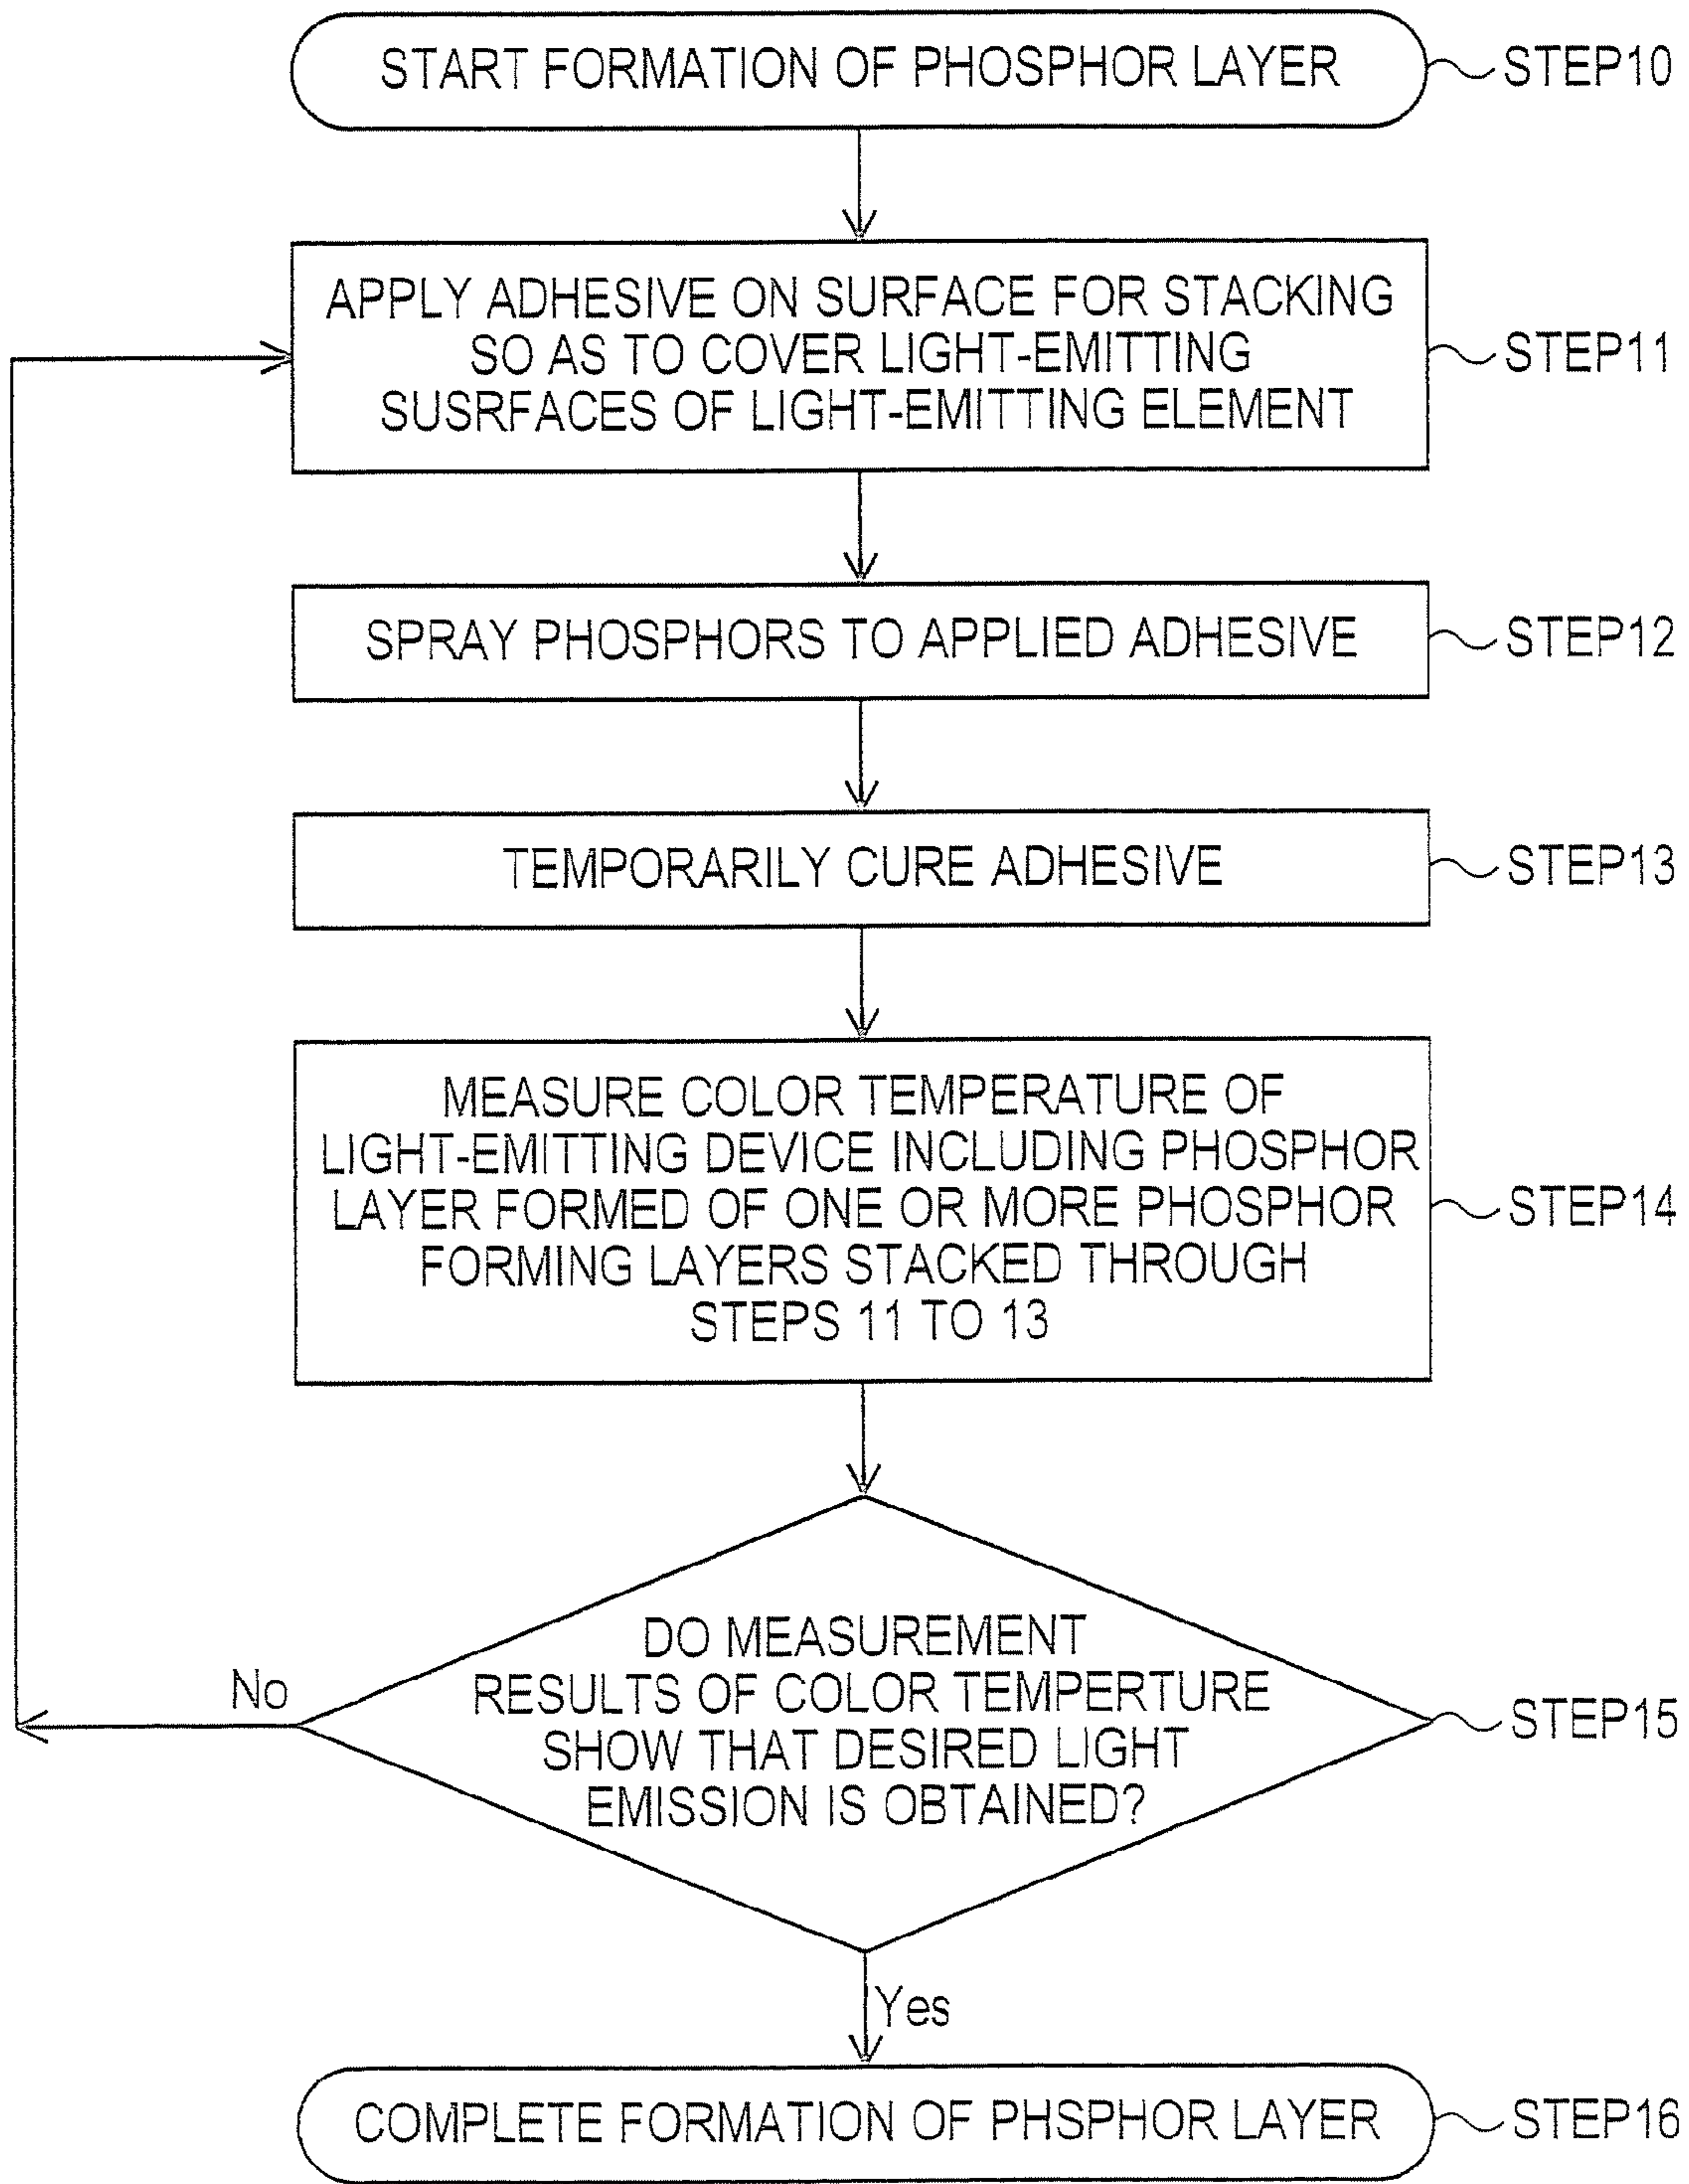 START FORMATION OF PHOSPHOR LAYER
STEP10
APPLY ADHESIVE ON SURFACE FOR STACKING
SO AS TO COVER LIGHT-EMITTING
SUSRFACES OF LIGHT-EMITTING ELEMENT
STEP11
SPRAY PHOSPHORS TO APPLIED ADHESIVE
STEP12
TEMPORARILY CURE ADHESIVE
STEP13
MEASURE COLOR TEMPERATURE OF
LIGHT-EMITTING DEVICE INCLUDING PHOSPHOR
LAYER FORMED OF ONE OR MORE PHOSPHOR
FORMING LAYERS STACKED THROUGH
STEPS 11 TO 13
STEP14
DO MEASUREMENT
RESULTS OF COLOR TEMPERTURE
SHOW THAT DESIRED LIGHT
EMISSION IS OBTAINED?
STEP15
No
Yes
COMPLETE FORMATION OF PHSPHOR LAYER
STEP16